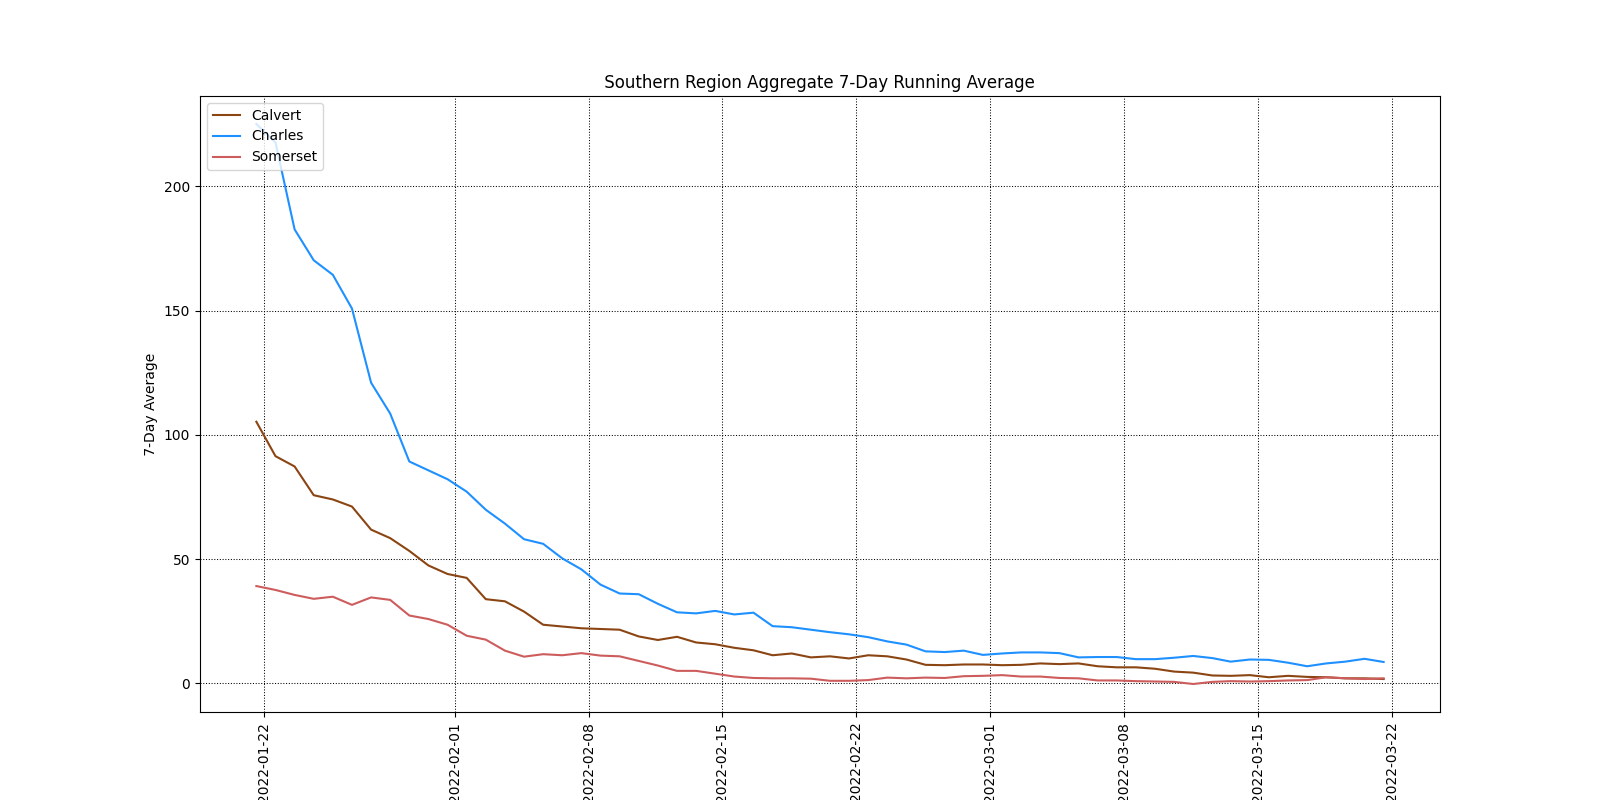 Southern Region Aggregate 7-Day Running Average
Calvert
Charles
Somerset
7-Day Average
200
150
100
50
0
2022-01-22
2022-02-01
2022-02-08
2022-02-15
2022-02-22
2022-03-01
2022-03-08
2022-03-15
2022-03-22